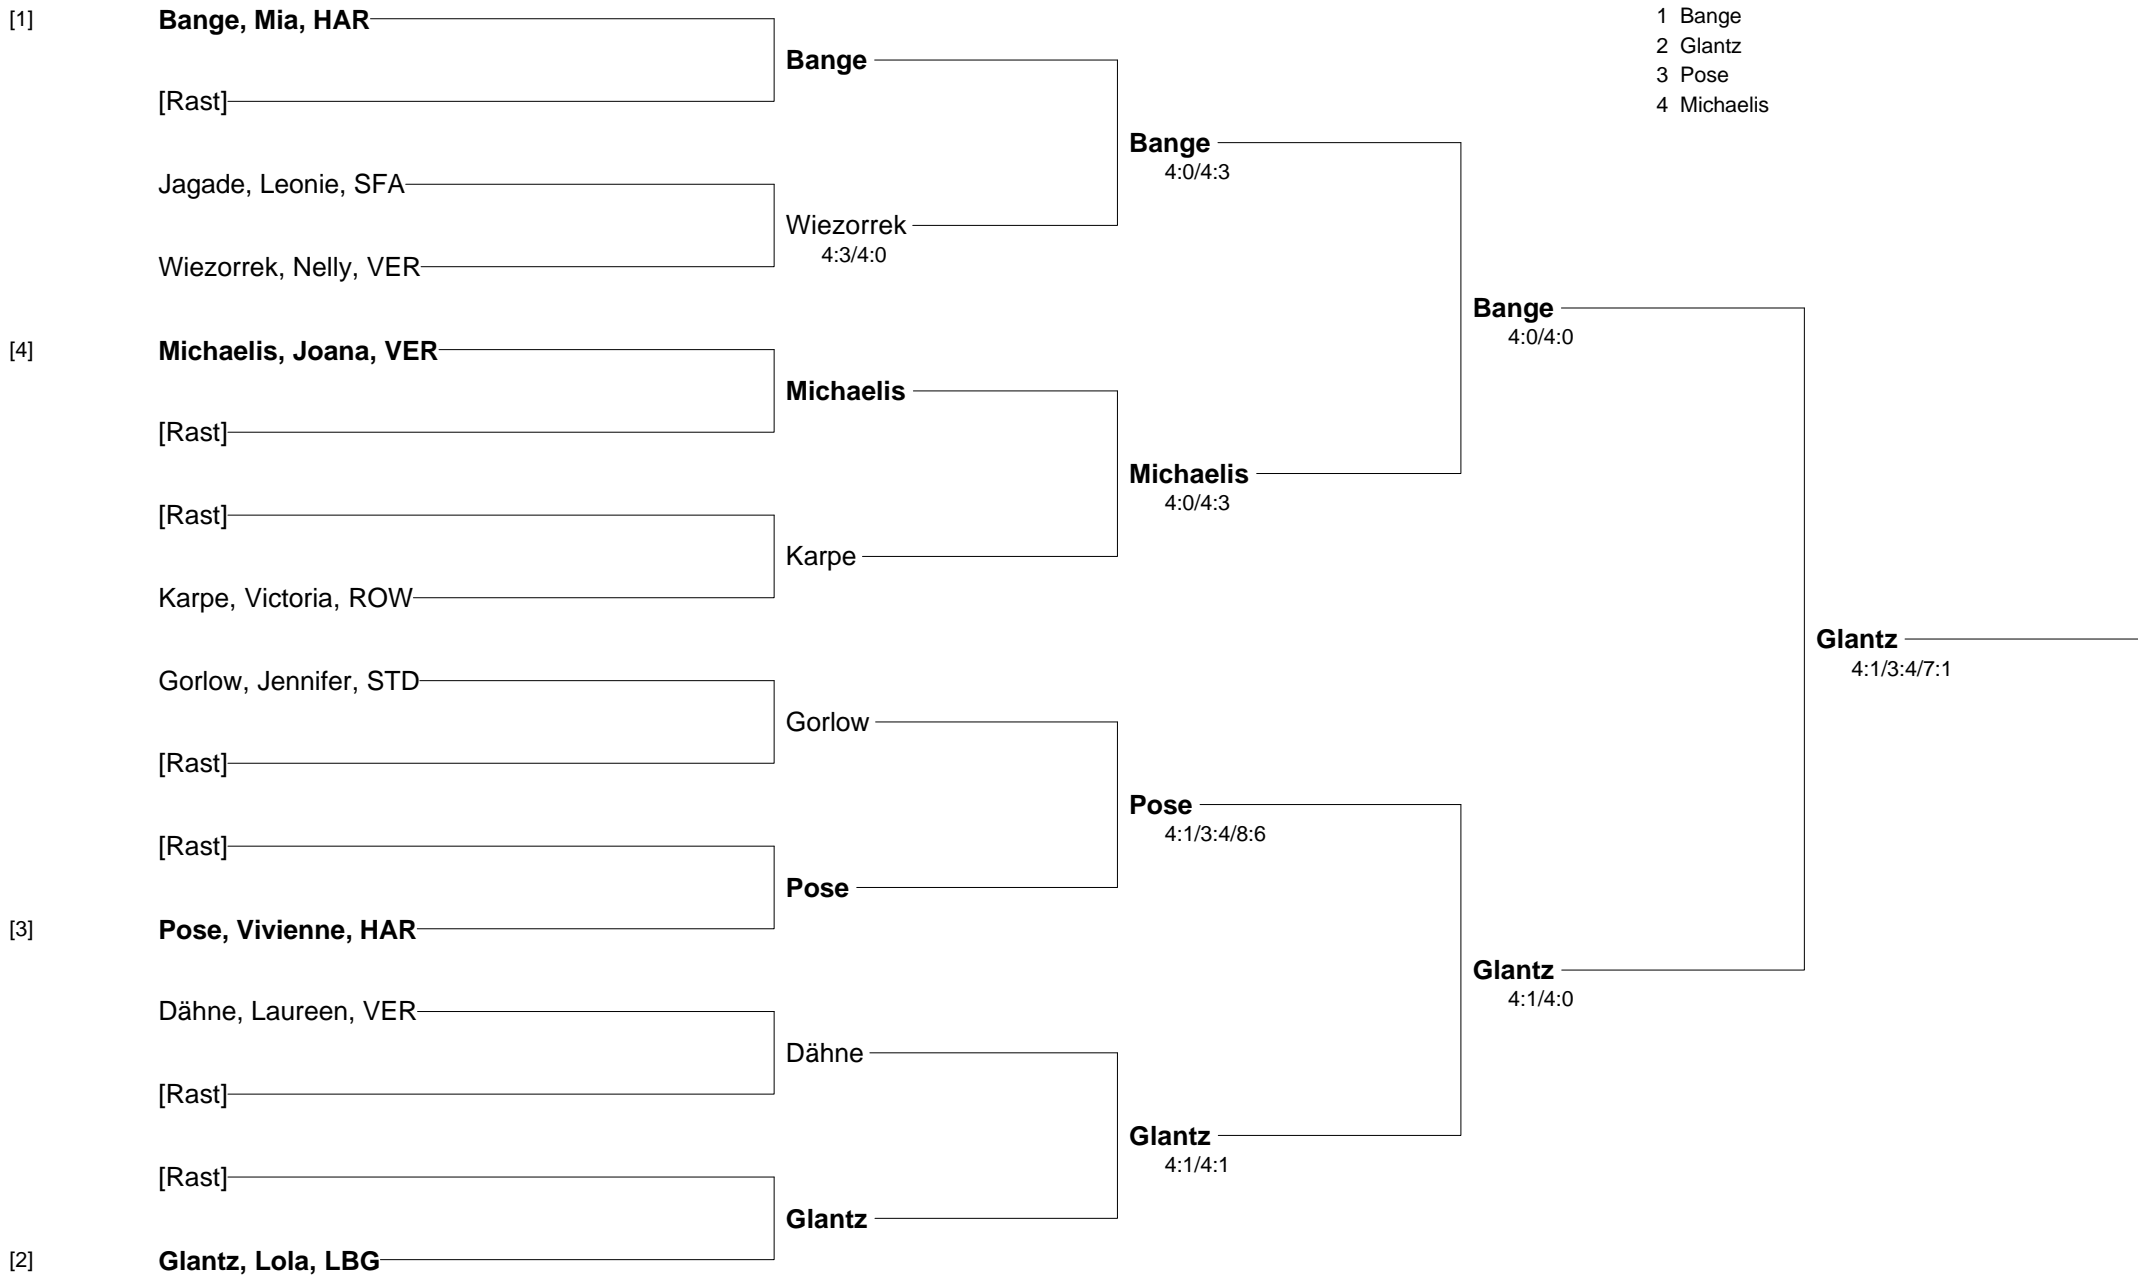 [1] Bange, Mia, HAR
[Rast]
Jagade, Leonie, SFA
Wiezorrek, Nelly, VER
[4] Michaelis, Joana, VER
[Rast]
[Rast]
Karpe, Victoria, ROW
Gorlow, Jennifer, STD
[Rast]
[Rast]
[3] Pose, Vivienne, HAR
Dähne, Laureen, VER
[Rast]
[Rast]
[2] Glantz, Lola, LBG
Bange
Wiezorrek
4:3/4:0
Michaelis
Karpe
Gorlow
Pose
Dähne
Glantz
Bange
4:0/4:3
Michaelis
4:0/4:3
Pose
4:1/3:4/8:6
Glantz
4:1/4:1
Bange
4:0/4:0
Glantz
4:1/4:0
Glantz
4:1/3:4/7:1
1 Bange
2 Glantz
3 Pose
4 Michaelis